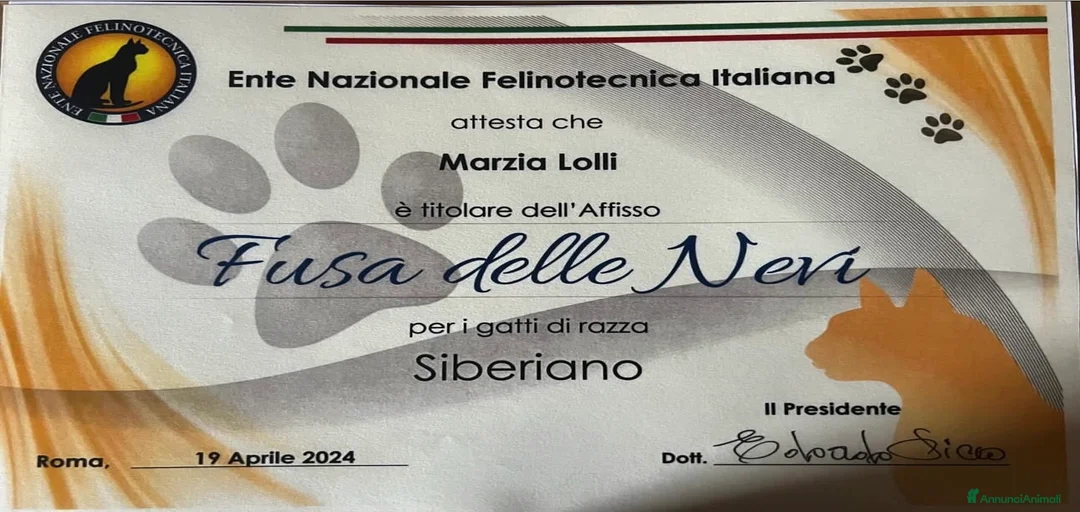 ENTE NAZIONALE FELINOTECNICA ITALIANA
Ente Nazionale Felinotecnica Italiana
attesta che
Marzia Lolli
è titolare dell'Affisso
Fusa delle Nevi
per i gatti di razza
Siberiano
Il Presidente
Roma, 19 Aprile 2024
Dott.
AnnunciAnimali